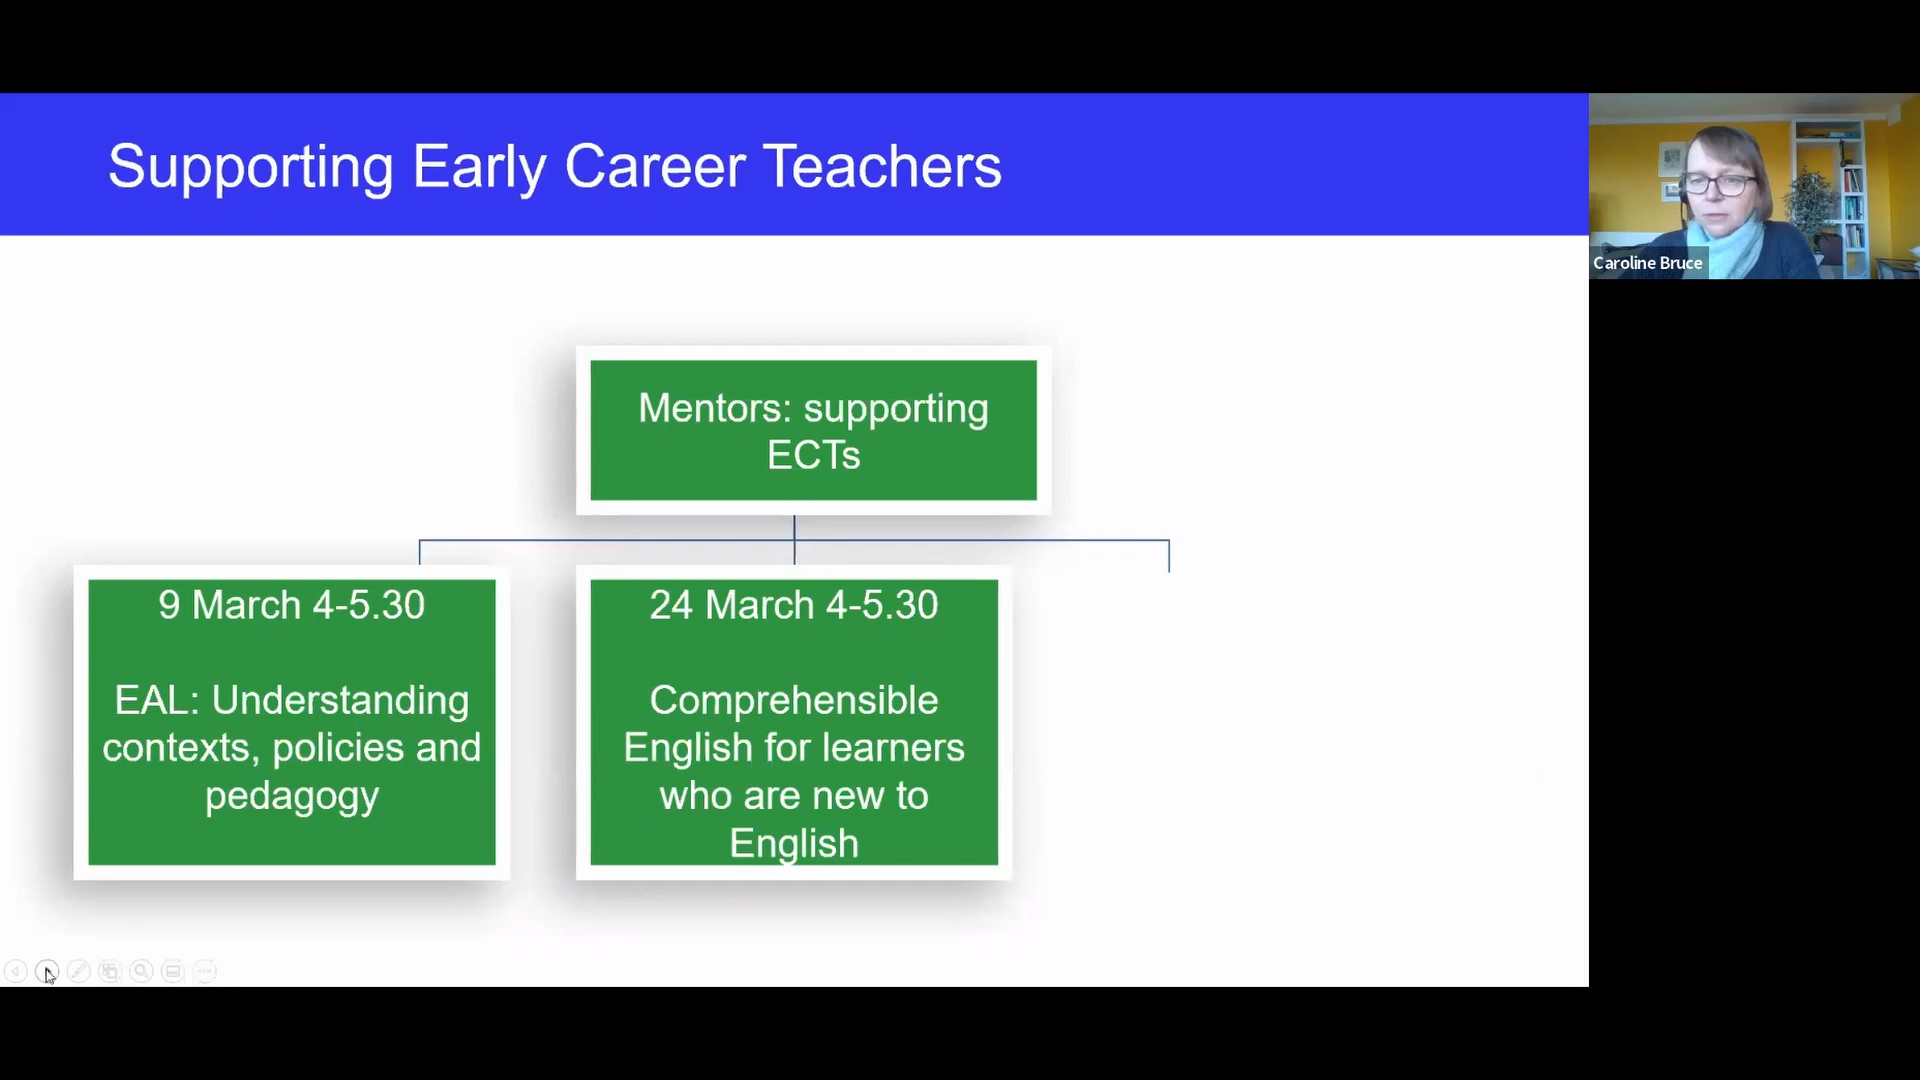 Supporting Early Career Teachers
Caroline Bruce
Mentors: supporting
ECTs
9 March 4-5.30
EAL: Understanding
contexts, policies and
pedagogy
24 March 4-5.30
Comprehensible
English for learners
who are new to
English